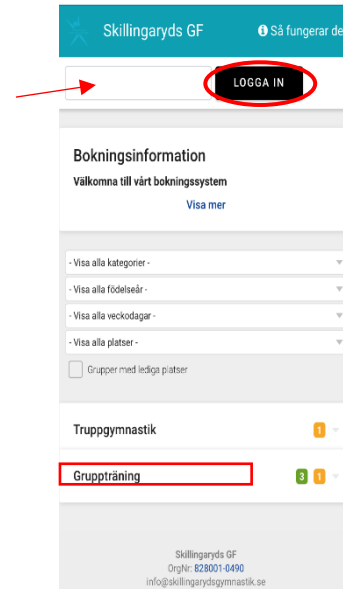 Skillingaryds GF
Så fungerar de
LOGGA IN
Bokningsinformation
Välkomna till vårt bokningssystem
Visa mer
- Visa alla kategorier -
- Visa alla födelseår -
- Visa alla veckodagar -
- Visa alla platser -
Grupper med lediga platser
Truppgymnastik 1
Gruppträning 3 1
Skillingaryds GF
OrgNr: 828001-0490
info@skillingarydsgymnastik.se